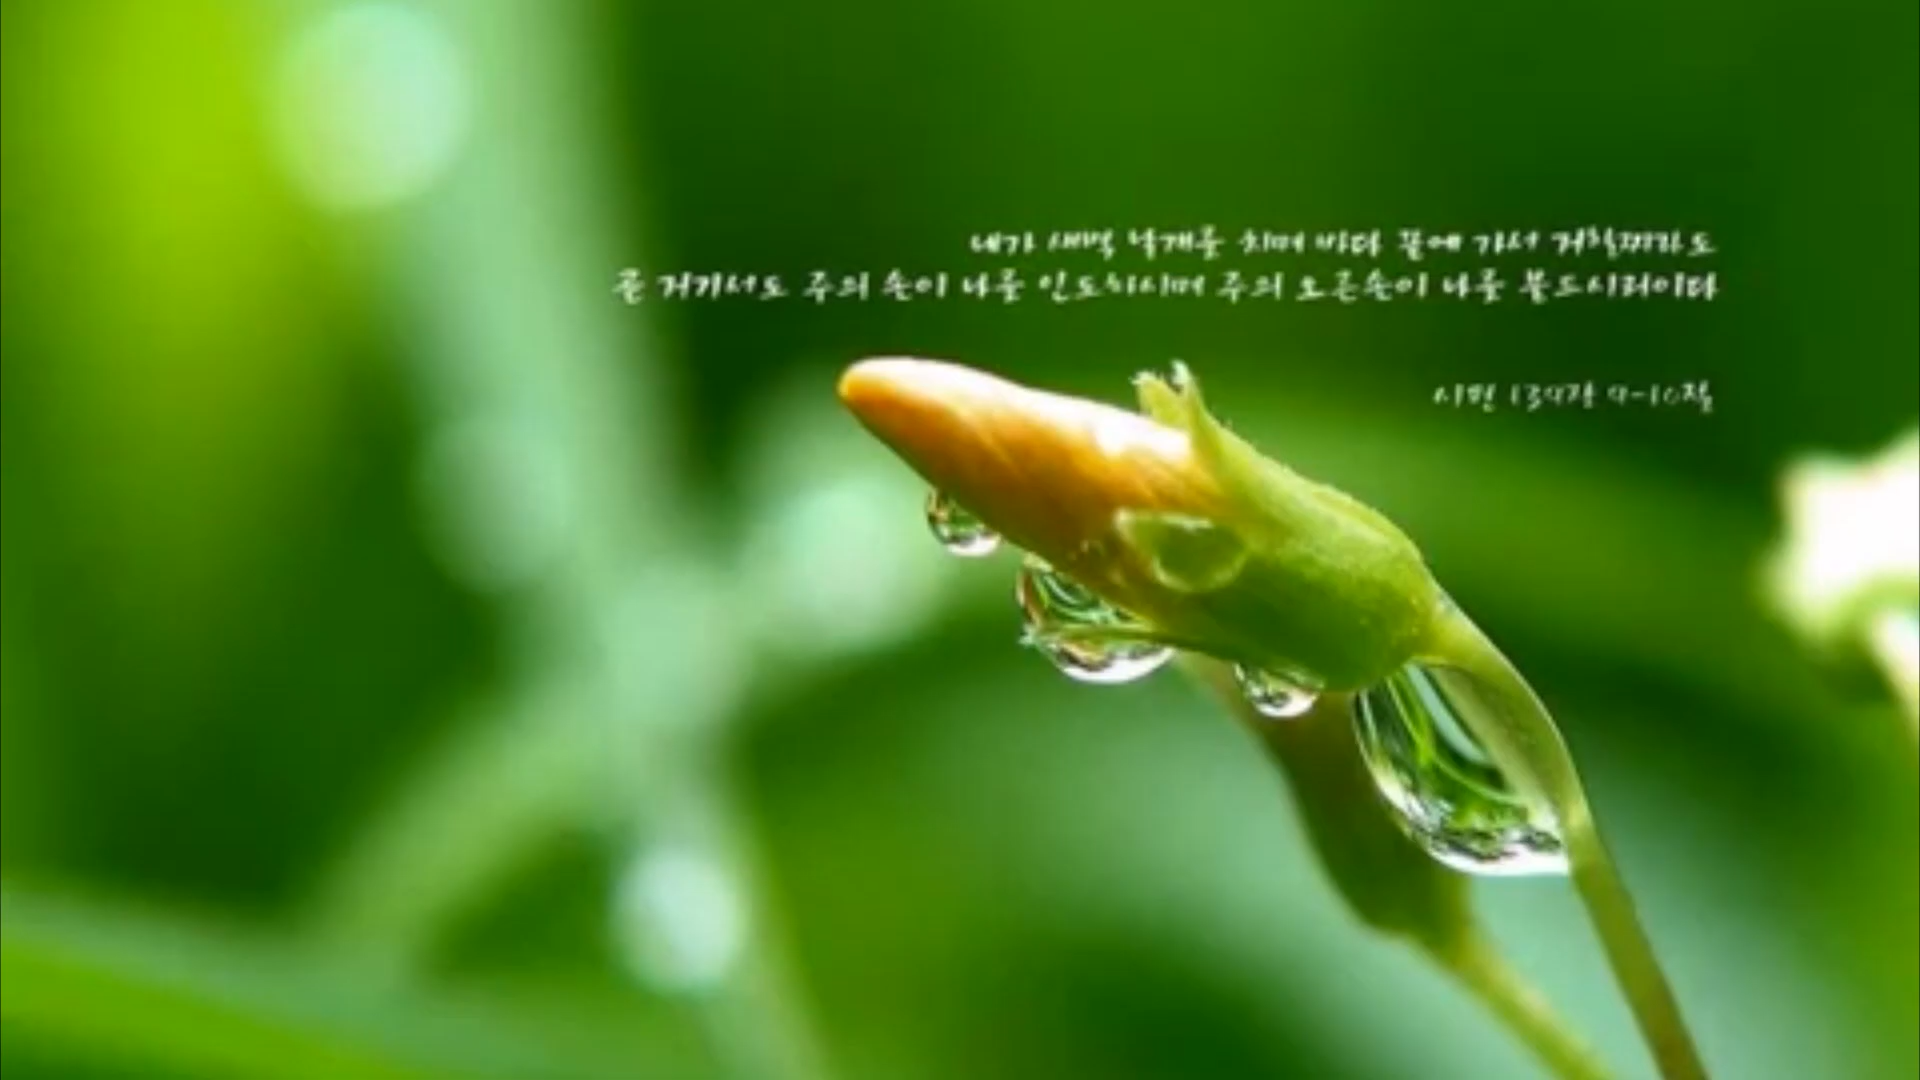 내가 새벽 날개를 치며 바다 끝에 가서 거할찌라도
곧 거기서도 주의 손이 나를 인도하시며 주의 오른손이 나를 붙드시리이다
시편 139장 9-10절